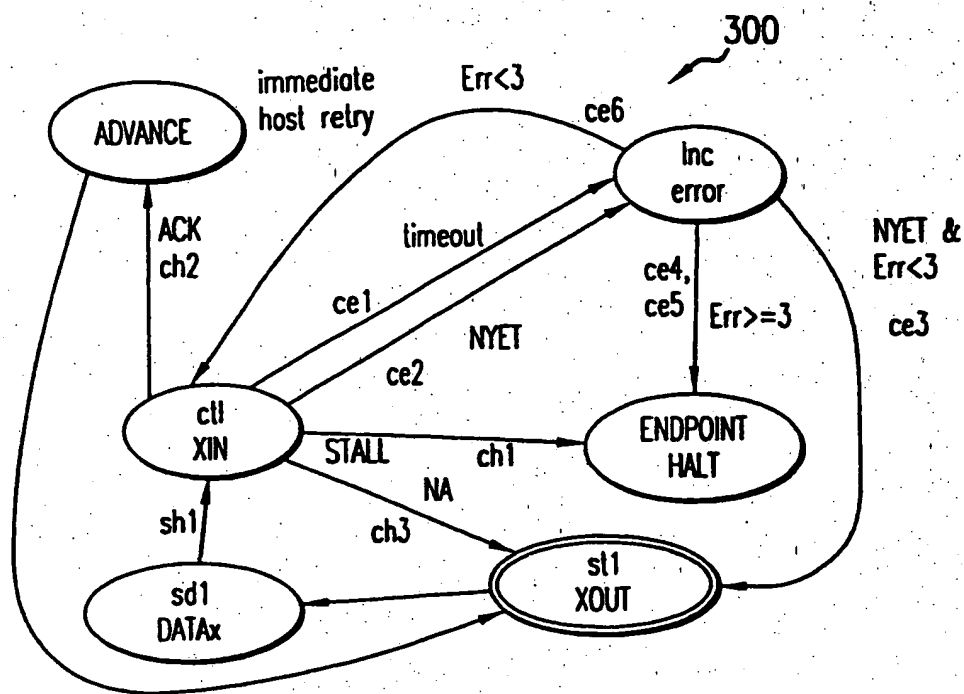 300
immediate
host retry
Err<3
ce6
ADVANCE
Inc
error
ACK
ch2
timeout
NYET &
Err<3
ce3
ce4,
ce5
Err>=3
ce1
NYET
ce2
ctl
XIN
STALL
ch1
ENDPOINT
HALT
NA
ch3
sh1
sd1
DATAx
st1
XOUT